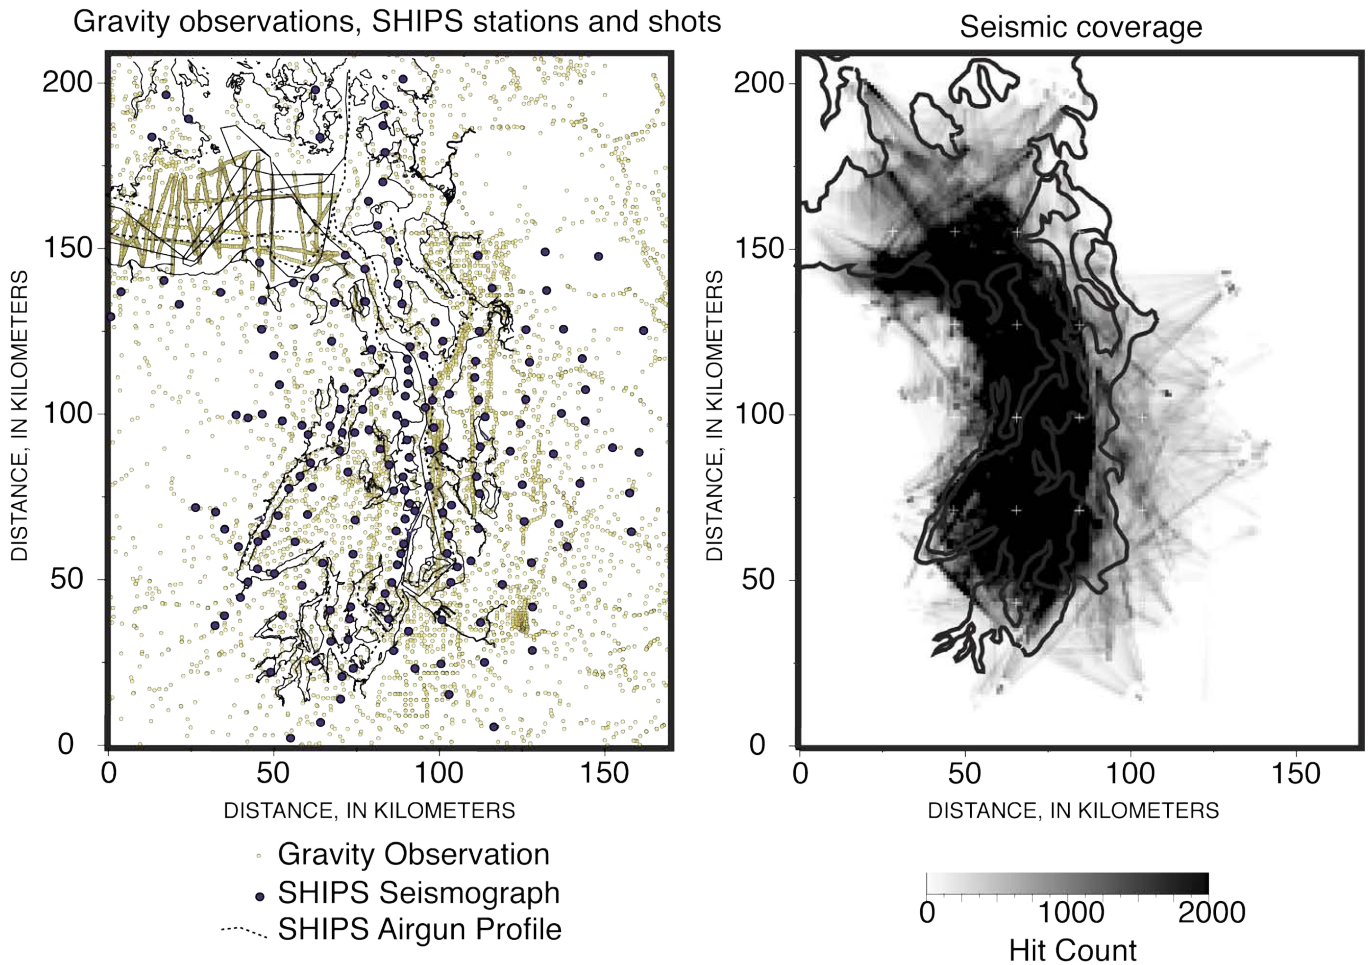 Gravity observations, SHIPS stations and shots
200
150
100
50
0
0 50 100 150
DISTANCE, IN KILOMETERS
DISTANCE, IN KILOMETERS
Gravity Observation
SHIPS Seismograph
SHIPS Airgun Profile
Seismic coverage
200
150
100
50
0
0 50 100 150
DISTANCE, IN KILOMETERS
DISTANCE, IN KILOMETERS
0 1000 2000
Hit Count